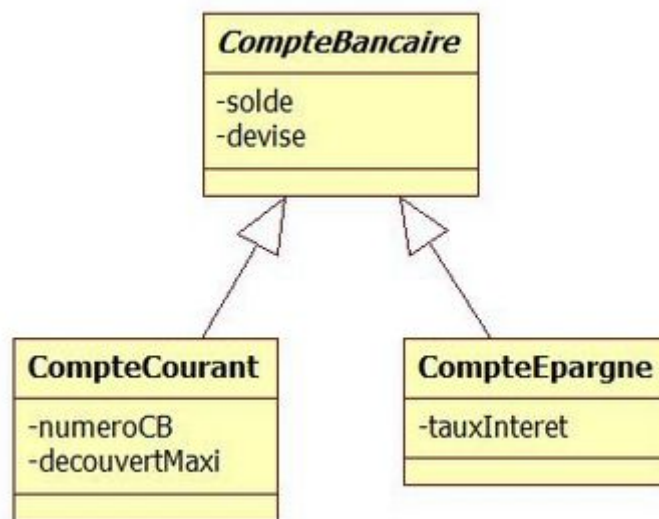 CompteBancaire
-solde
-devise
CompteCourant
-numeroCB
-decouvertMaxi
CompteEpargne
-tauxInteret